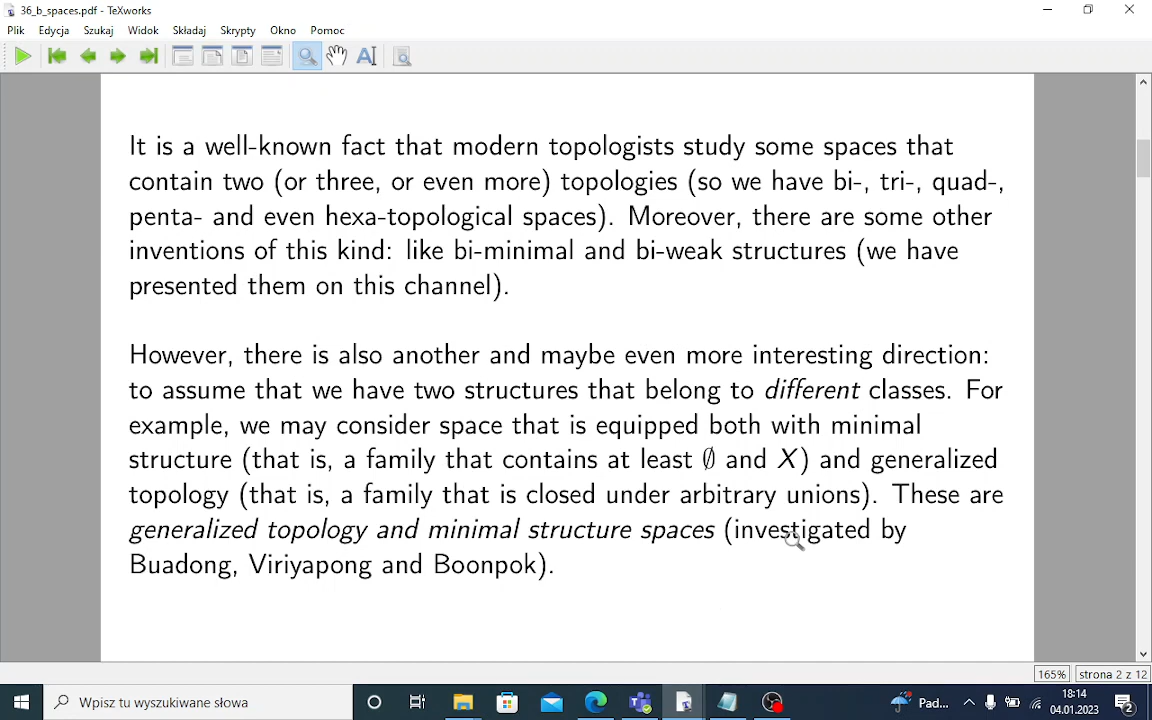 36_b_spaces.pdf - TeXworks
Plik Edycja Szukaj Widok Składaj Skrypty Okno Pomoc
It is a well-known fact that modern topologists study some spaces that
contain two (or three, or even more) topologies (so we have bi-, tri-, quad-,
penta- and even hexa-topological spaces). Moreover, there are some other
inventions of this kind: like bi-minimal and bi-weak structures (we have
presented them on this channel).
However, there is also another and maybe even more interesting direction:
to assume that we have two structures that belong to different classes. For
example, we may consider space that is equipped both with minimal
structure (that is, a family that contains at least ∅ and X) and generalized
topology (that is, a family that is closed under arbitrary unions). These are
generalized topology and minimal structure spaces (investigated by
Buadong, Viriyapong and Boonpok).
165% strona 2 z 12
Wpisz tu wyszukiwane słowa
Pad...
18:14
04.01.2023
2